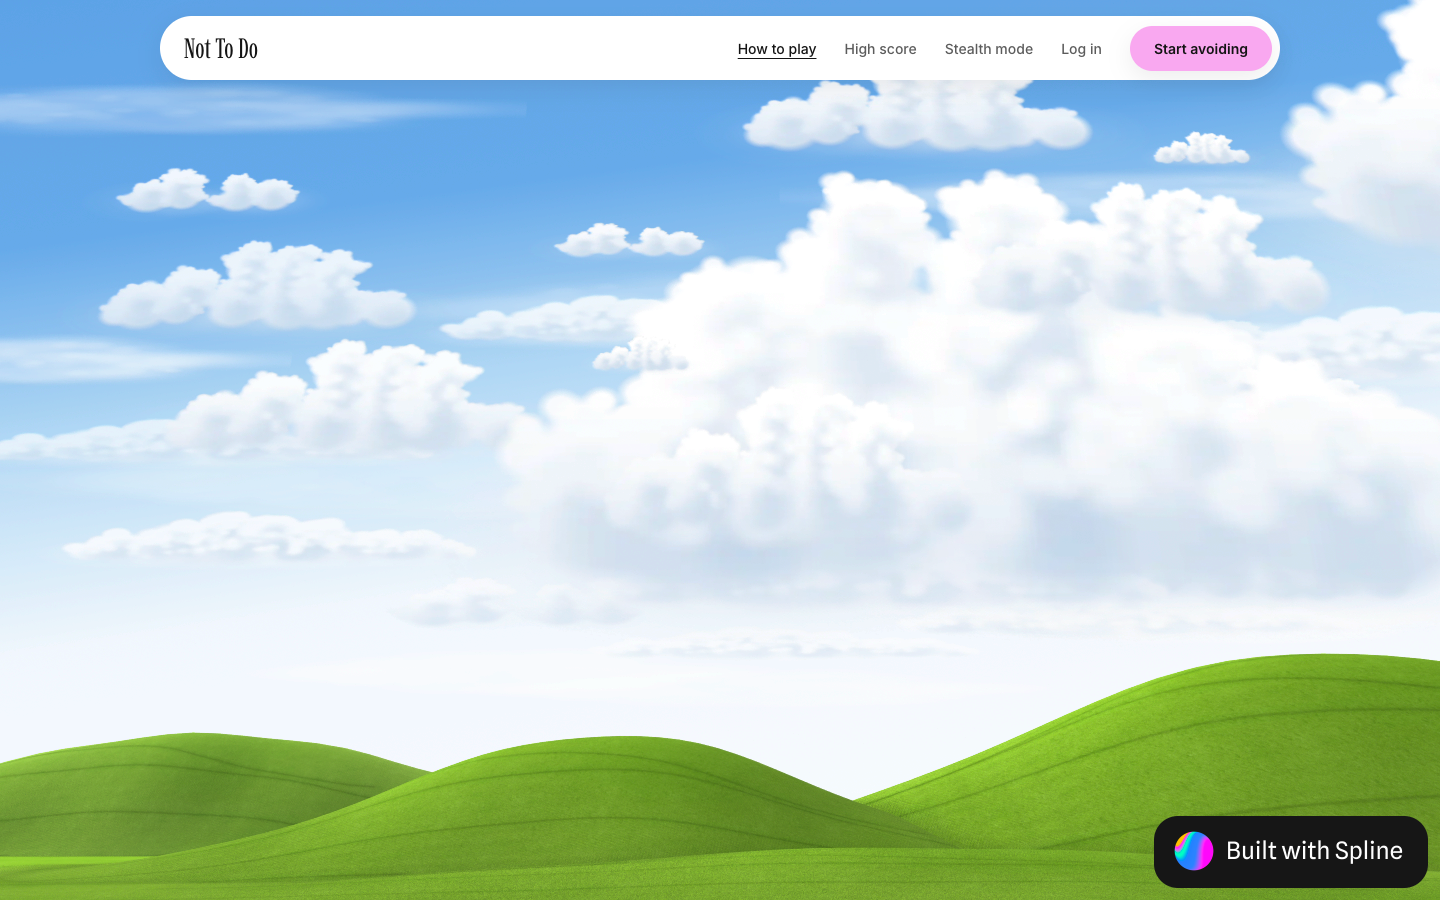 Not To Do
How to play
High score
Stealth mode
Log in
Start avoiding
Built with Spline